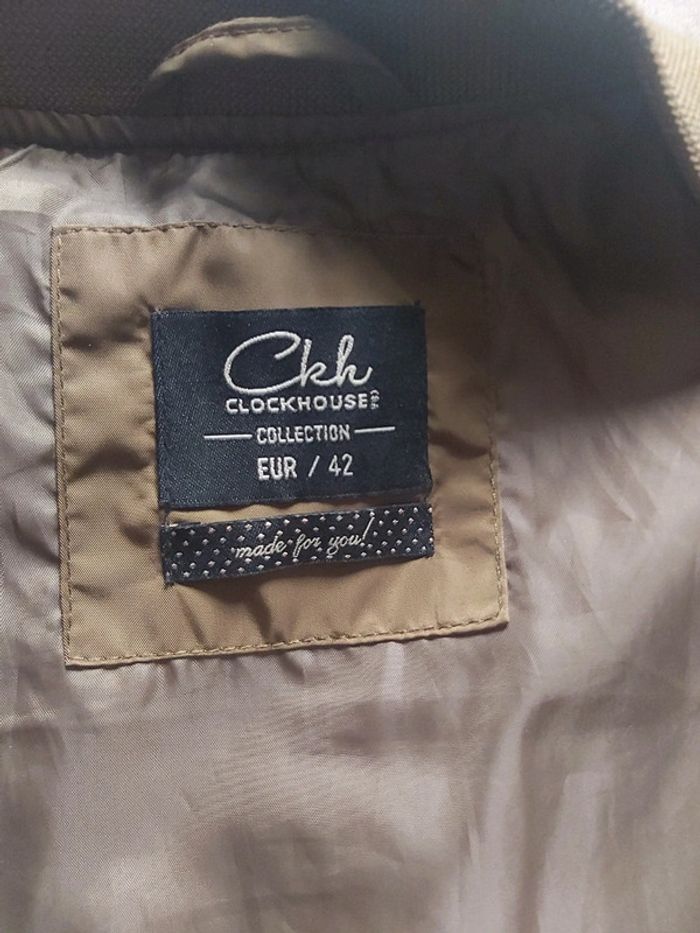 Ckh
CLOCKHOUSE
COLLECTION
EUR / 42
made for you!